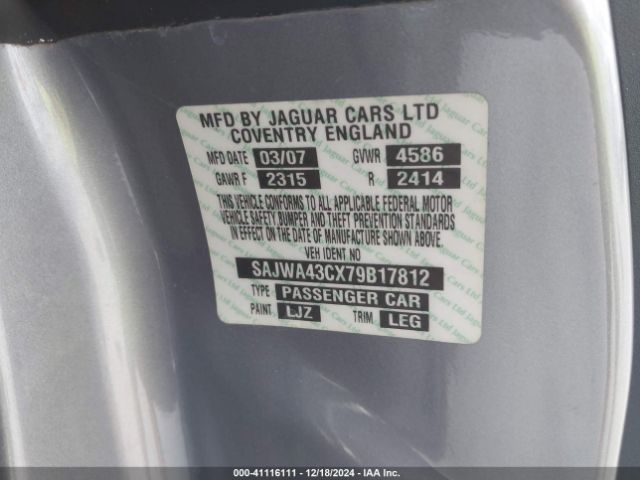 MFD BY JAGUAR CARS LTD
COVENTRY ENGLAND
MFD DATE 03/07 GVWR 4586
GAWR F 2315 R 2414
THIS VEHICLE CONFORMS TO ALL APPLICABLE FEDERAL MOTOR
VEHICLE SAFETY BUMPER AND THEFT PREVENTION STANDARDS
IN EFFECT ON THE DATE OF MANUFACTURE SHOWN ABOVE.
VEH IDENT NO
SAJWA43CX79B17812
TYPE PASSENGER CAR
PAINT LJZ TRIM LEG
000-41116111 - 12/18/2024 - IAA Inc.